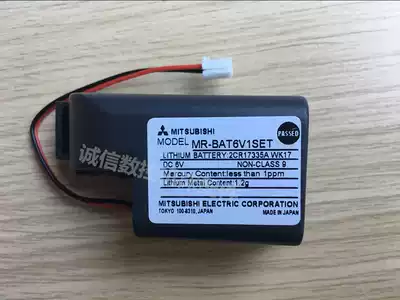 MITSUBISHI
PASSED
MODEL MR-BAT6V1SET
LITHIUM BATTERY:2CR17335A WK17
DC 6V NON-CLASS 9
Mercury Content:less than 1ppm
Lithium Metal Content:1.2g
MITSUBISHI ELECTRIC CORPORATION
TOKYO 100-8310, JAPAN MADE IN JAPAN
诚信数控